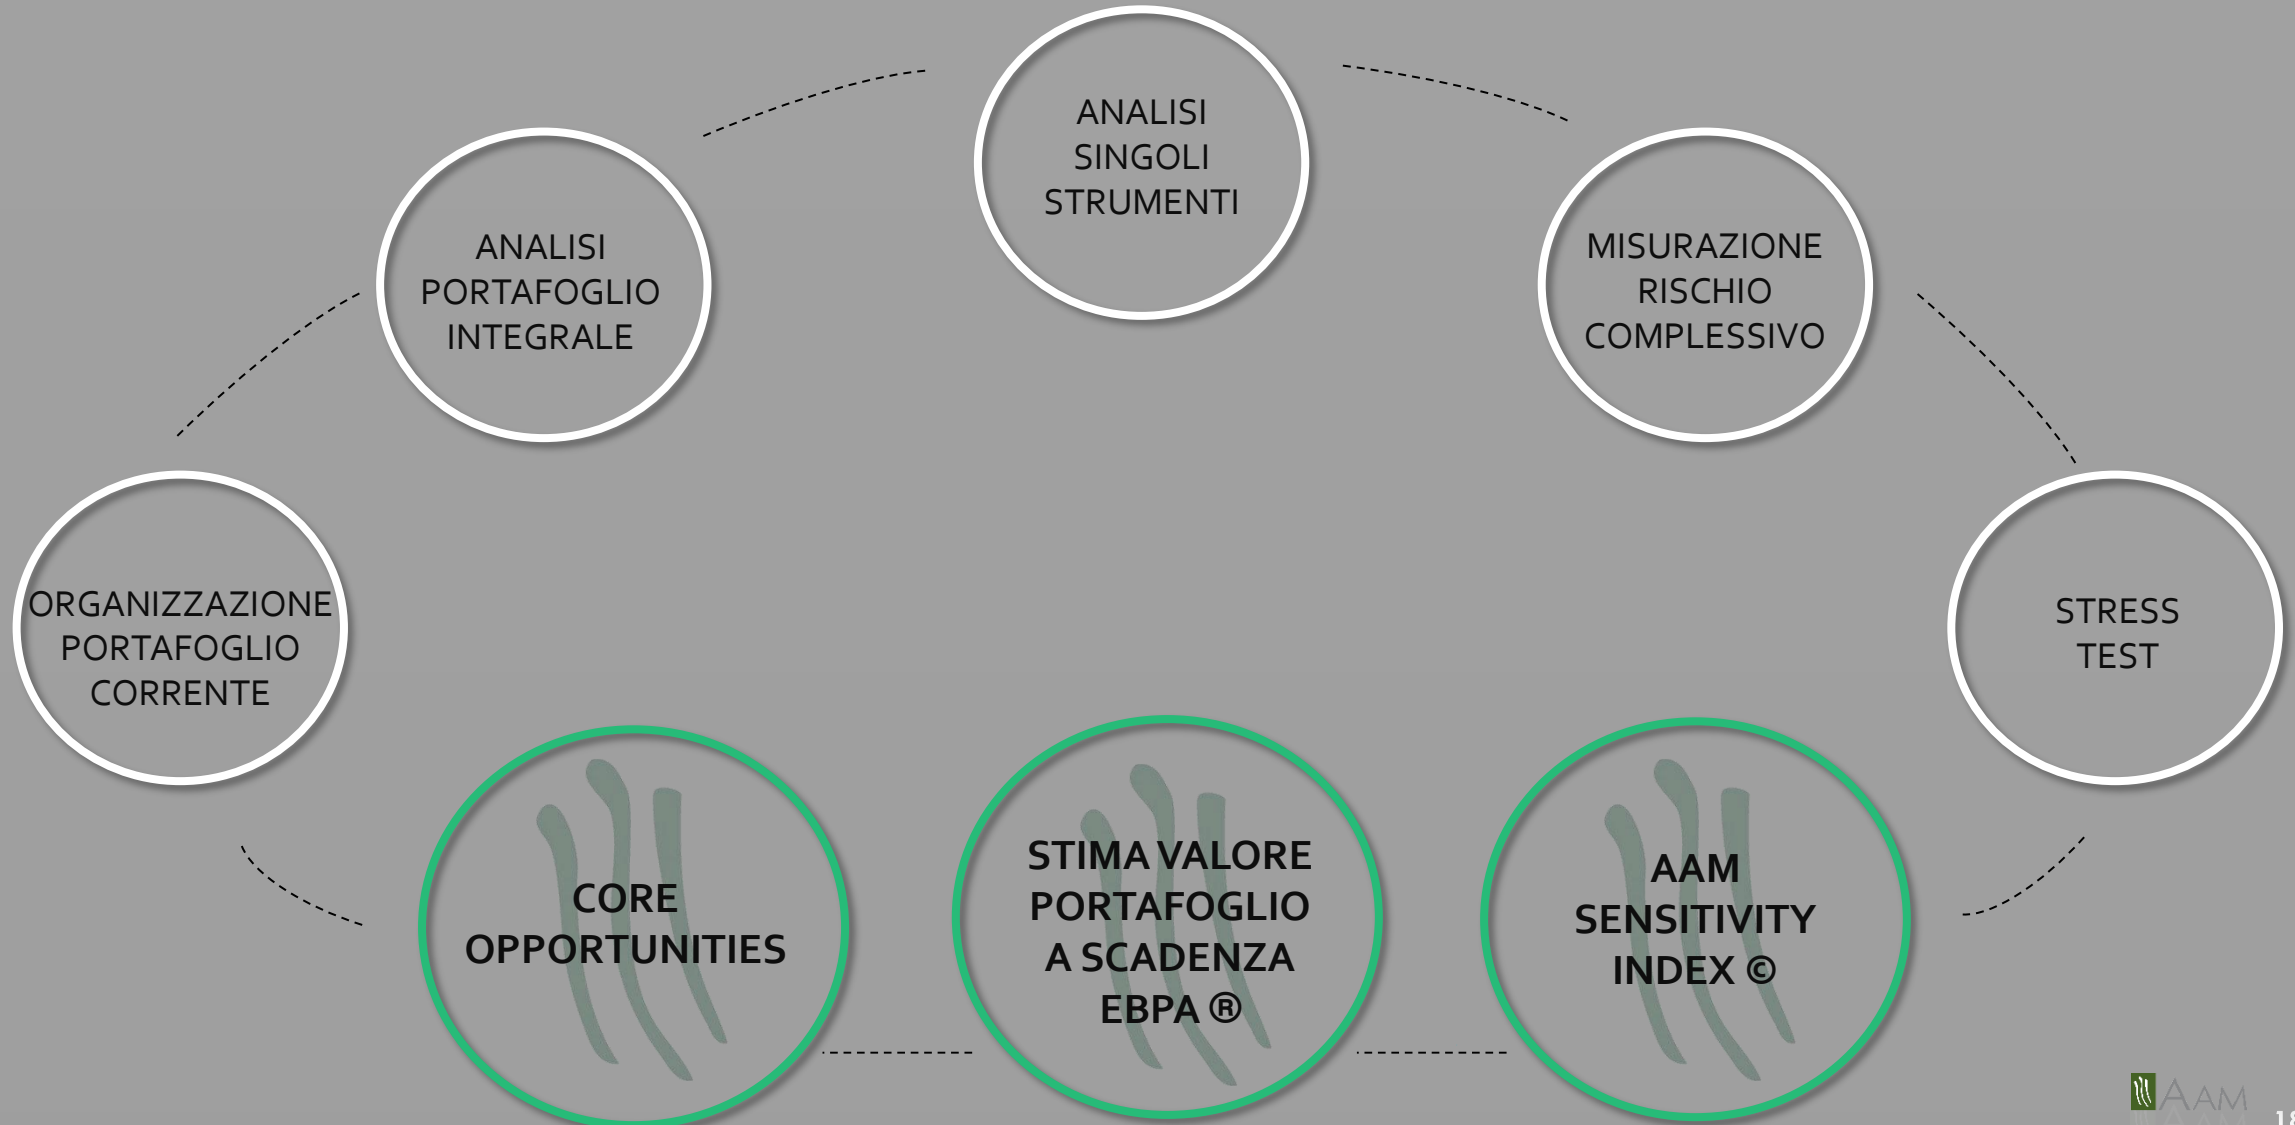 ANALISI
SINGOLI
STRUMENTI
ANALISI
PORTAFOGLIO
INTEGRALE
MISURAZIONE
RISCHIO
COMPLESSIVO
ORGANIZZAZIONE
PORTAFOGLIO
CORRENTE
STRESS
TEST
CORE
OPPORTUNITIES
STIMA VALORE
PORTAFOGLIO
A SCADENZA
EBPA ®
AAM
SENSITIVITY
INDEX ©
AAM